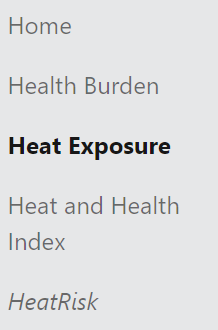 Home
Health Burden
Heat Exposure
Heat and Health
Index
HeatRisk